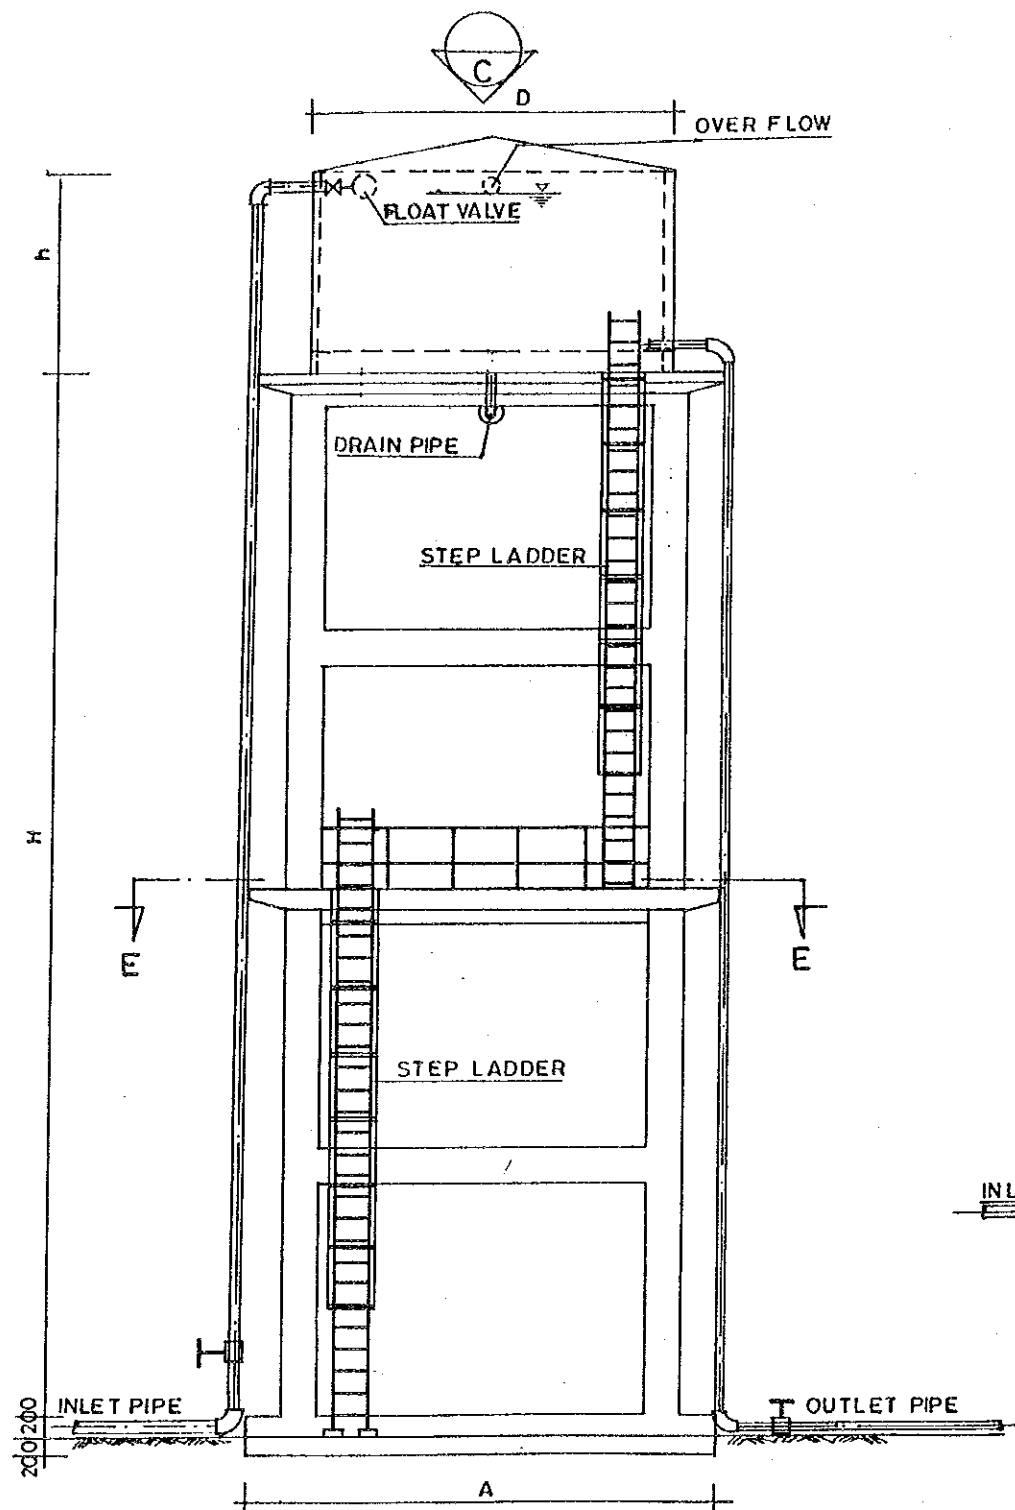 C
D
OVER FLOW
FLOAT VALVE
h
DRAIN PIPE
STEP LADDER
H
E
E
STEP LADDER
INL
INLET PIPE
OUTLET PIPE
200
200
A